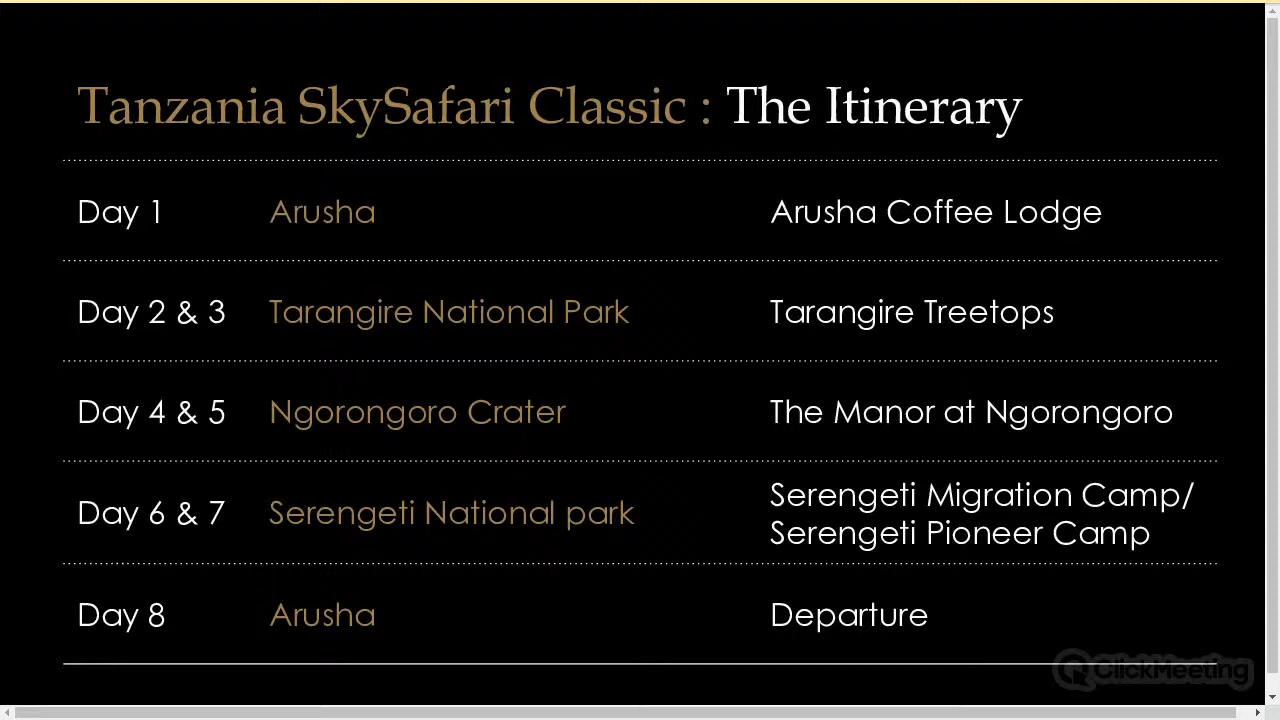 Tanzania SkySafari Classic : The Itinerary
Day 1 Arusha Arusha Coffee Lodge
Day 2 & 3 Tarangire National Park Tarangire Treetops
Day 4 & 5 Ngorongoro Crater The Manor at Ngorongoro
Day 6 & 7 Serengeti National park Serengeti Migration Camp/
Serengeti Pioneer Camp
Day 8 Arusha Departure
ClickMeeting